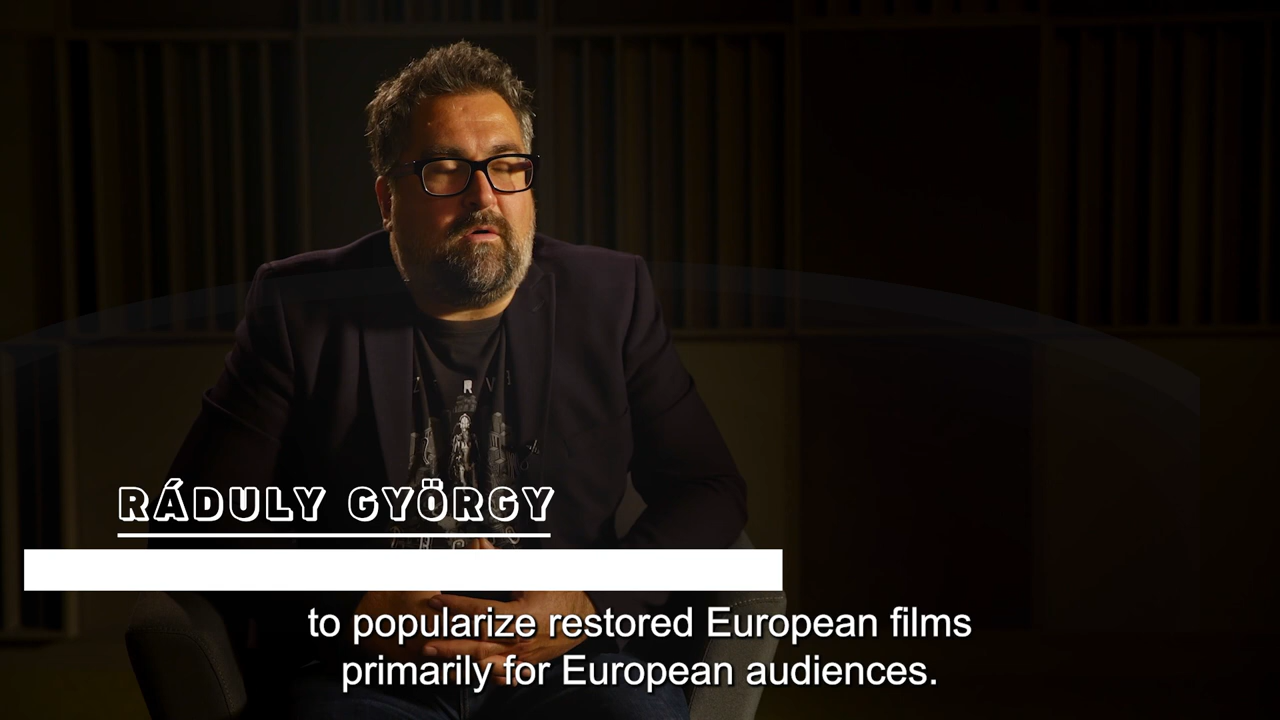 RÁDULY GYÖRGY
to popularize restored European films
primarily for European audiences.